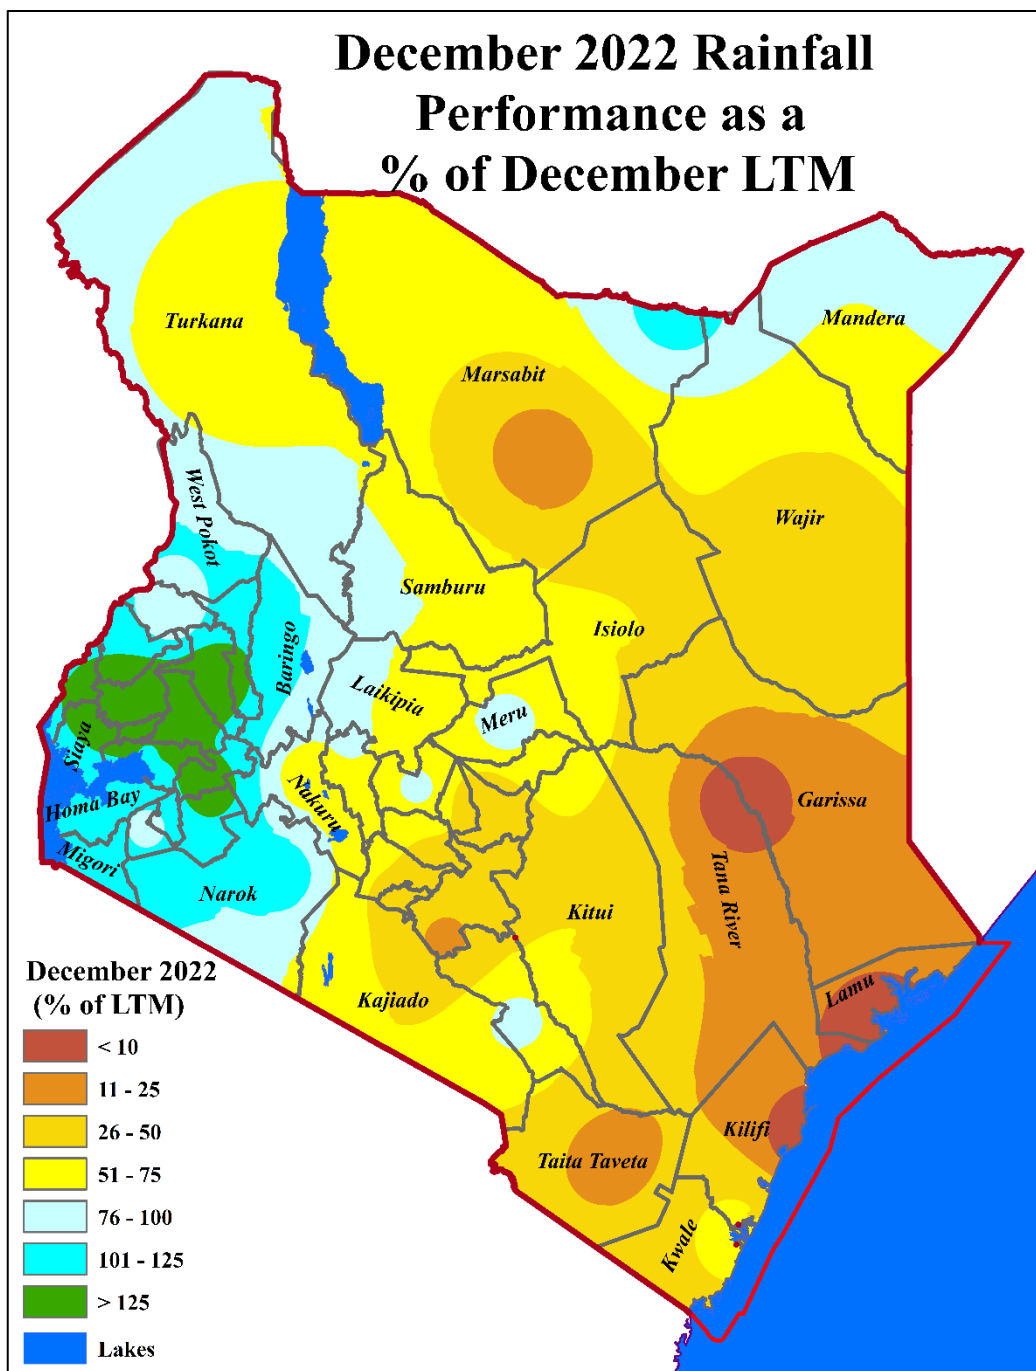 December 2022 Rainfall
Performance as a
% of December LTM
Turkana
Marsabit
Mandera
West Pokot
Wajir
Samburu
Isiolo
Baringo
Laikipia
Meru
Siaya
Homa Bay
Nakuru
Garissa
Migori
Narok
Kitui
Tana River
Kajiado
Lamu
Kilifi
Taita Taveta
Kwale
December 2022
(% of LTM)
< 10
11 - 25
26 - 50
51 - 75
76 - 100
101 - 125
> 125
Lakes